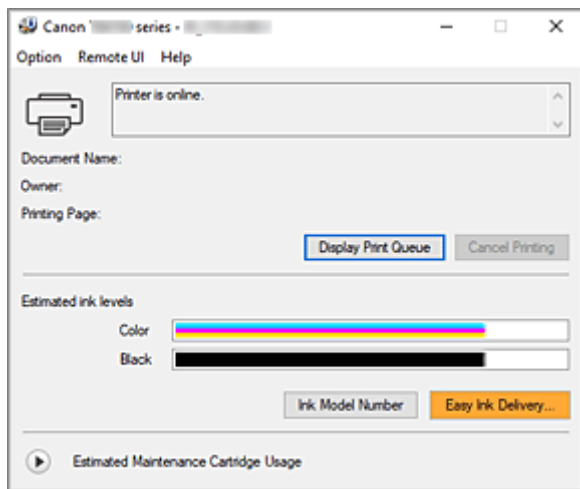 Canon series -
Option Remote UI Help
Printer is online.
Document Name:
Owner:
Printing Page:
Display Print Queue Cancel Printing
Estimated ink levels
Color
Black
Ink Model Number Easy Ink Delivery...
Estimated Maintenance Cartridge Usage